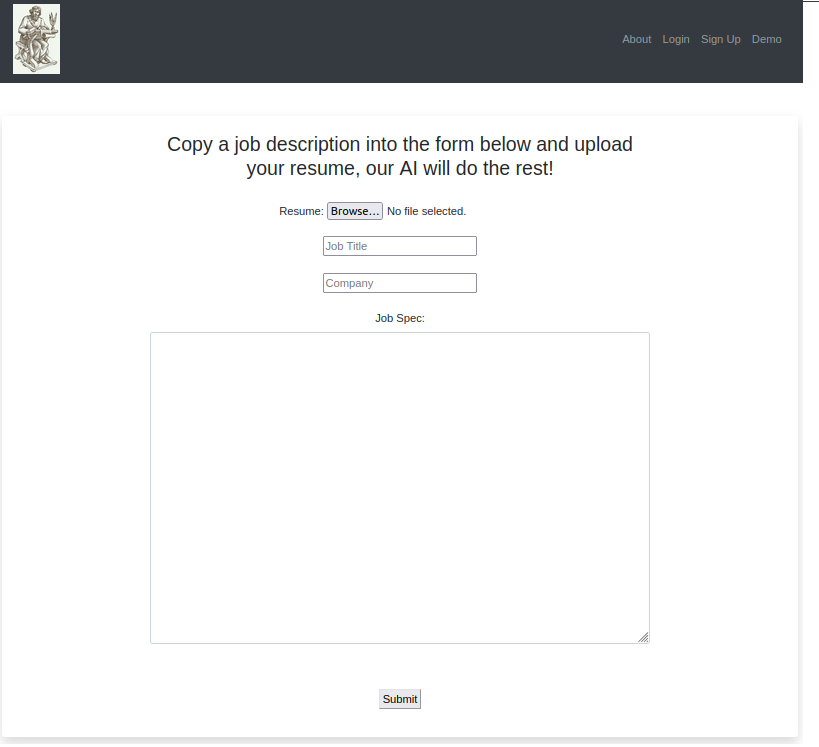 About Login Sign Up Demo
Copy a job description into the form below and upload
your resume, our AI will do the rest!
Resume: Browse... No file selected.
Job Title
Company
Job Spec:
Submit